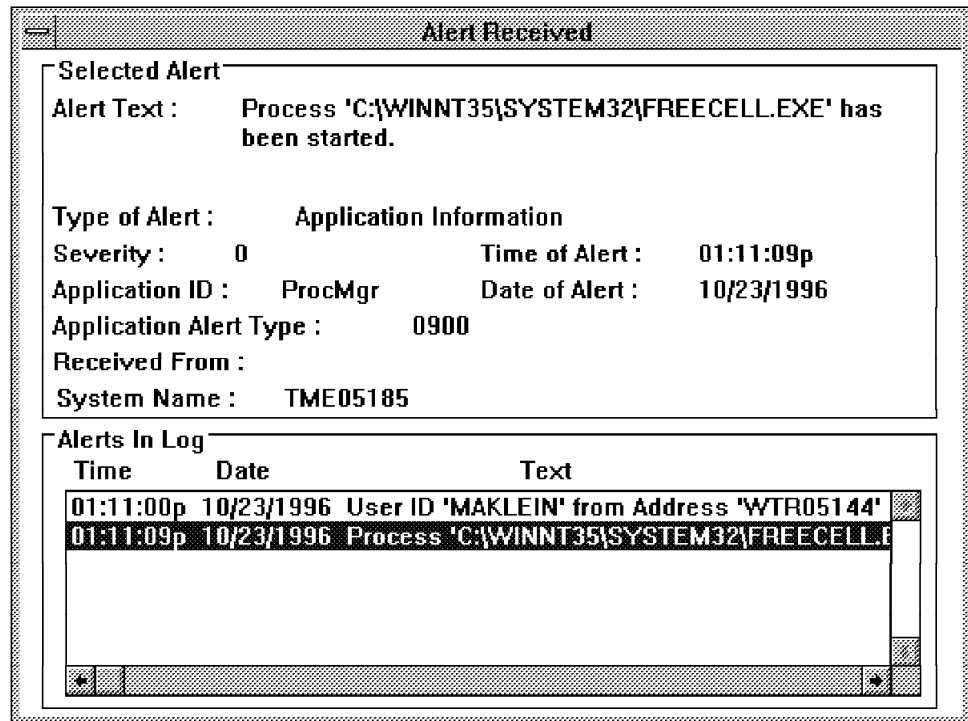 Alert Received
Selected Alert
Alert Text : Process 'C:\WINNT35\SYSTEM32\FREECELL.EXE' has
been started.
Type of Alert : Application Information
Severity : 0 Time of Alert : 01:11:09p
Application ID : ProcMgr Date of Alert : 10/23/1996
Application Alert Type : 0900
Received From :
System Name : TME05185
Alerts In Log
Time Date Text
01:11:00p 10/23/1996 User ID 'MAKLEIN' from Address 'WTR05144'
01:11:09p 10/23/1996 Process 'C:\WINNT35\SYSTEM32\FREECELL.E